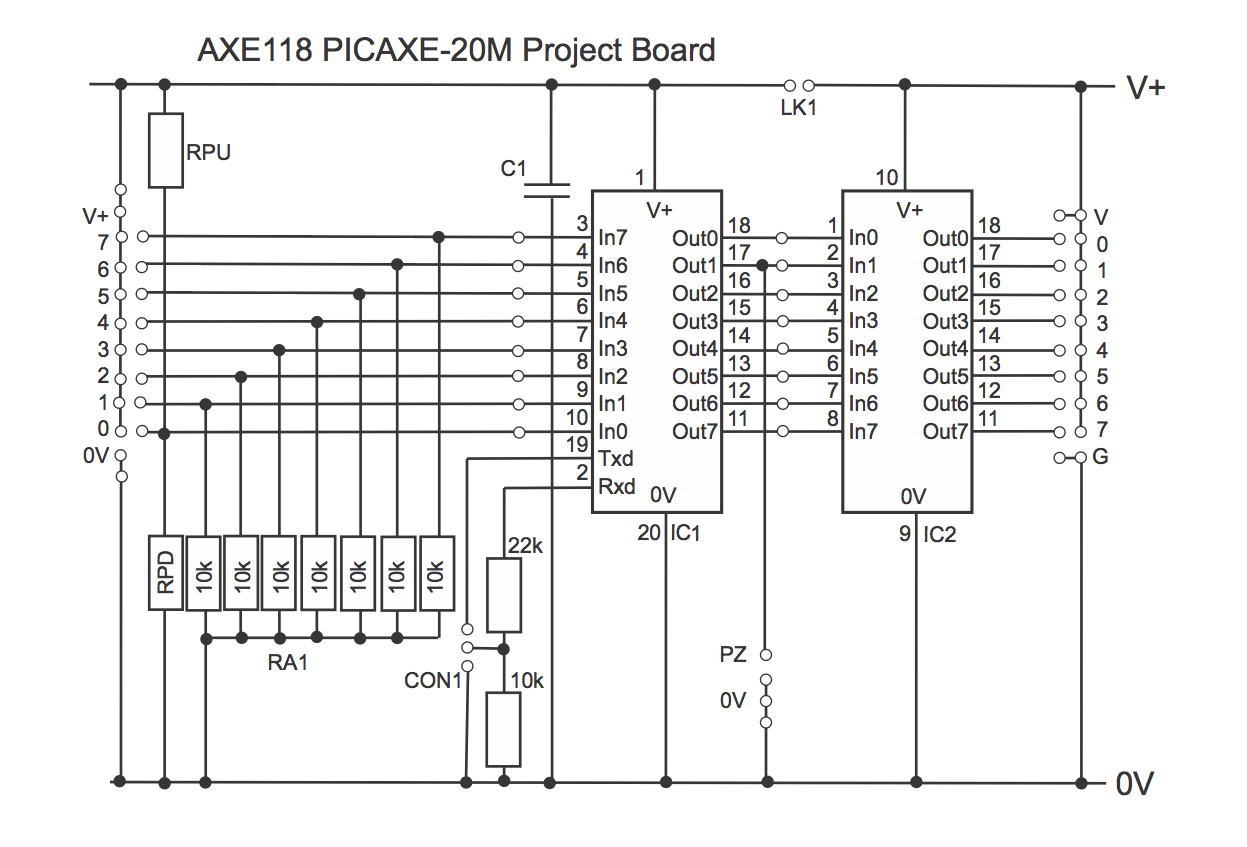 AXE118 PICAXE-20M Project Board
V+
LK1
RPU
C1
1
10
V+
7
6
5
4
3
2
1
0
0V
3
4
5
6
7
8
9
10
19
2
V+
In7
In6
In5
In4
In3
In2
In1
In0
Txd
Rxd
0V
Out0
Out1
Out2
Out3
Out4
Out5
Out6
Out7
18
17
16
15
14
13
12
11
20
IC1
1
2
3
4
5
6
7
8
V+
In0
In1
In2
In3
In4
In5
In6
In7
0V
Out0
Out1
Out2
Out3
Out4
Out5
Out6
Out7
18
17
16
15
14
13
12
11
9
IC2
V
0
1
2
3
4
5
6
7
G
RPD
10k
10k
10k
10k
10k
10k
10k
RA1
22k
CON1
10k
PZ
0V
0V